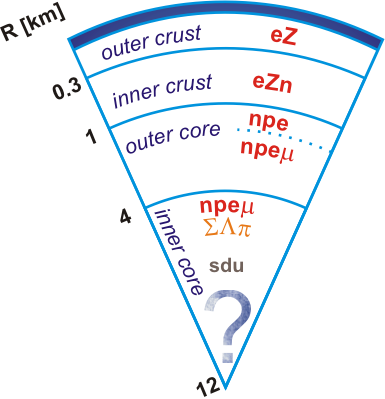 R [km]
outer crust eZ
0.3
inner crust eZn
1
outer core npe
npeμ
4
npeμ
ΣΛπ
inner core
sdu
?
12